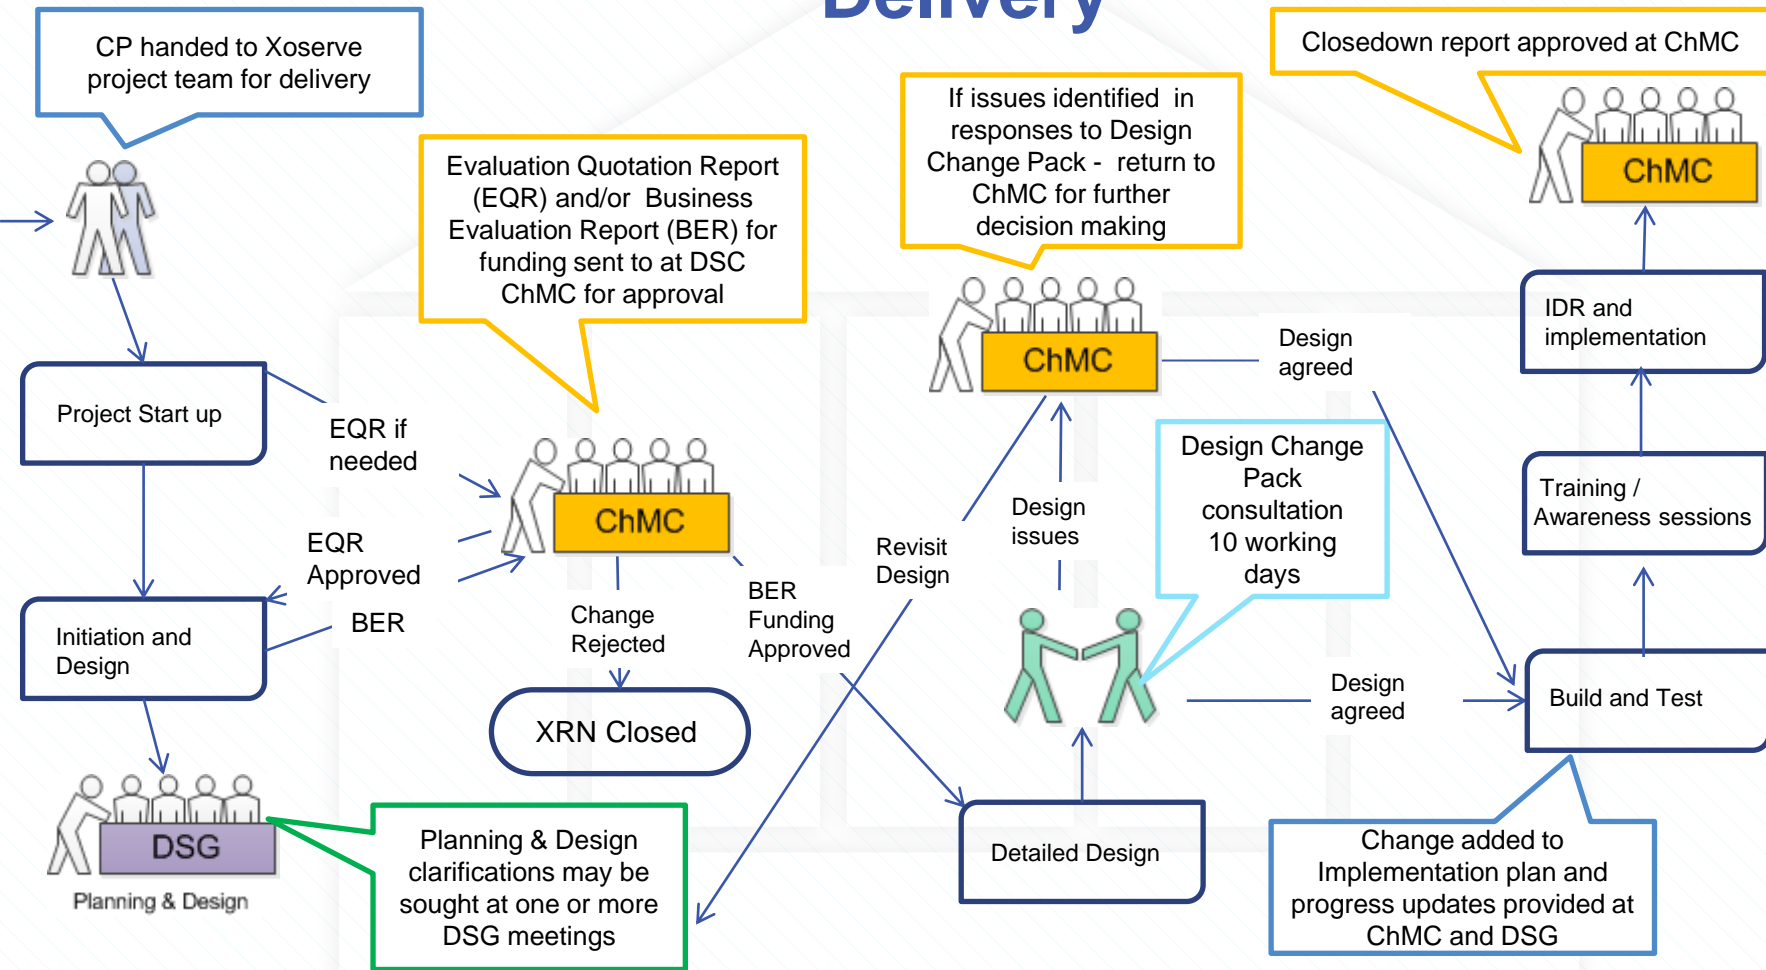 Delivery
CP handed to Xoserve
project team for delivery
Evaluation Quotation Report
(EQR) and/or Business
Evaluation Report (BER) for
funding sent to at DSC
ChMC for approval
If issues identified in
responses to Design
Change Pack - return to
ChMC for further
decision making
Closedown report approved at ChMC
ChMC
IDR and
implementation
ChMC
Design
agreed
Project Start up
EQR if
needed
Design Change
Pack
consultation
10 working
days
Training /
Awareness sessions
ChMC
Design
issues
EQR
Approved
Revisit
Design
BER
Change
Rejected
BER
Funding
Approved
Initiation and
Design
Design
agreed
Build and Test
XRN Closed
DSG
Planning & Design
Planning & Design
clarifications may be
sought at one or more
DSG meetings
Detailed Design
Change added to
Implementation plan and
progress updates provided at
ChMC and DSG